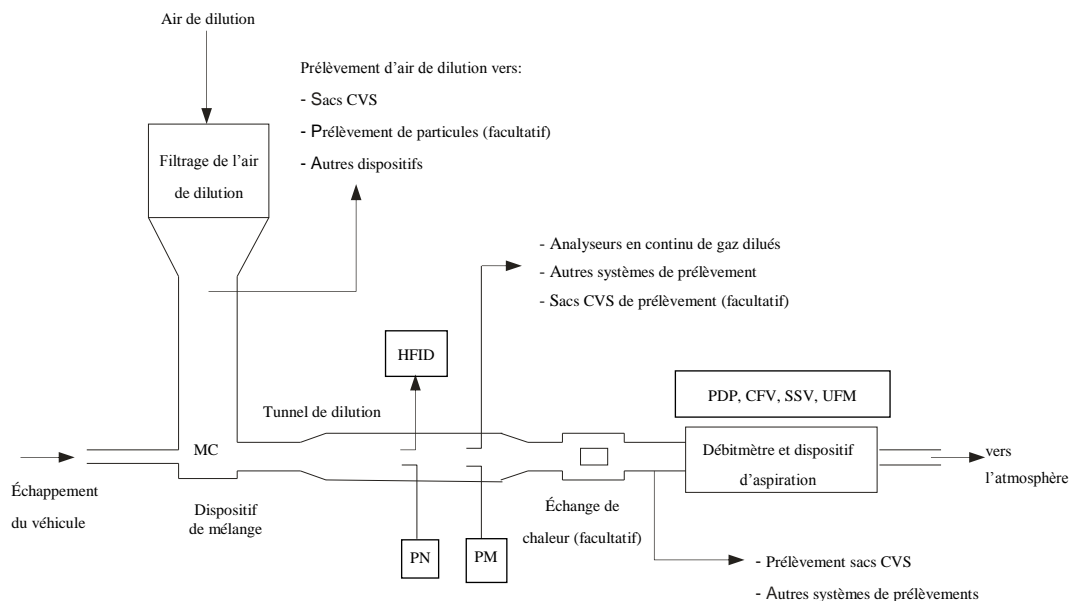 Air de dilution
Prélèvement d’air de dilution vers:
- Sacs CVS
- Prélèvement de particules (facultatif)
- Autres dispositifs
Filtrage de l’air
de dilution
- Analyseurs en continu de gaz dilués
- Autres systèmes de prélèvement
- Sacs CVS de prélèvement (facultatif)
HFID
PDP, CFV, SSV, UFM
Tunnel de dilution
MC
Débitmètre et dispositif
d’aspiration
vers
l’atmosphère
Échappement
du véhicule
Dispositif
de mélange
Échange de
chaleur (facultatif)
PN
PM
- Prélèvement sacs CVS
- Autres systèmes de prélèvements